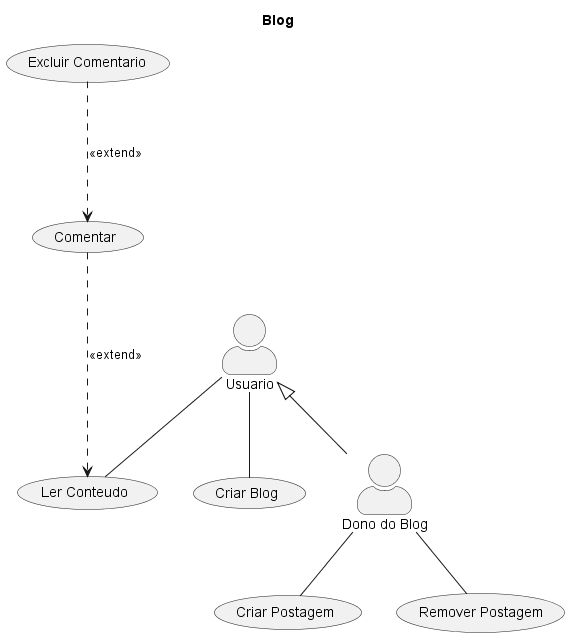 Blog
Excluir Comentario
«extend»
Comentar
«extend»
Usuario
Ler Conteudo
Criar Blog
Dono do Blog
Criar Postagem
Remover Postagem